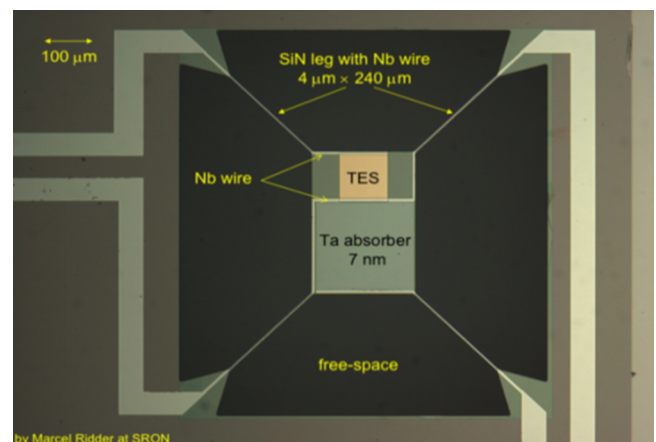 100 μm
SiN leg with Nb wire
4 μm × 240 μm
Nb wire
TES
Ta absorber
7 nm
free-space
by Marcel Ridder at SRON